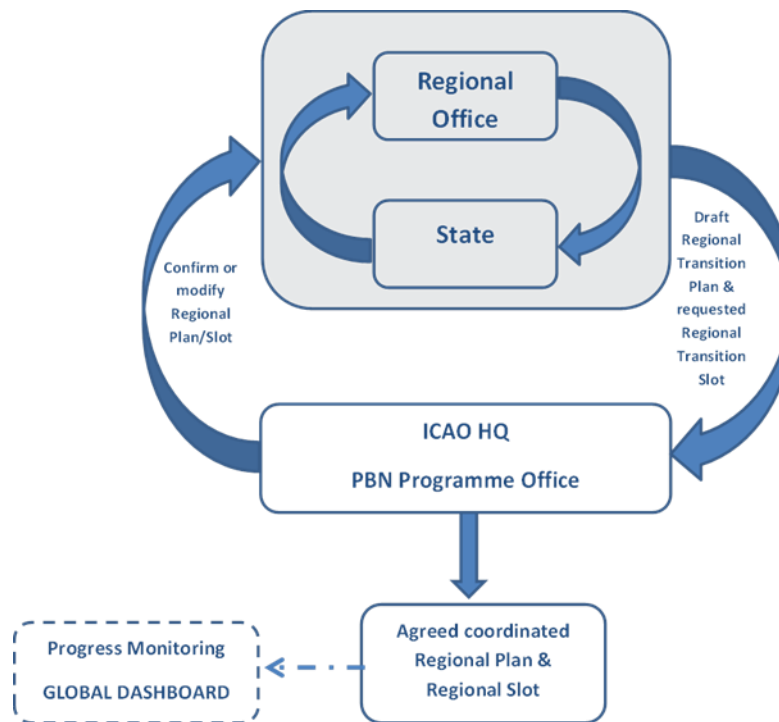 Regional
Office
State
Confirm or
modify
Regional
Plan/Slot
Draft
Regional
Transition
Plan &
requested
Regional
Transition
Slot
ICAO HQ
PBN Programme Office
Agreed coordinated
Regional Plan &
Regional Slot
Progress Monitoring
GLOBAL DASHBOARD